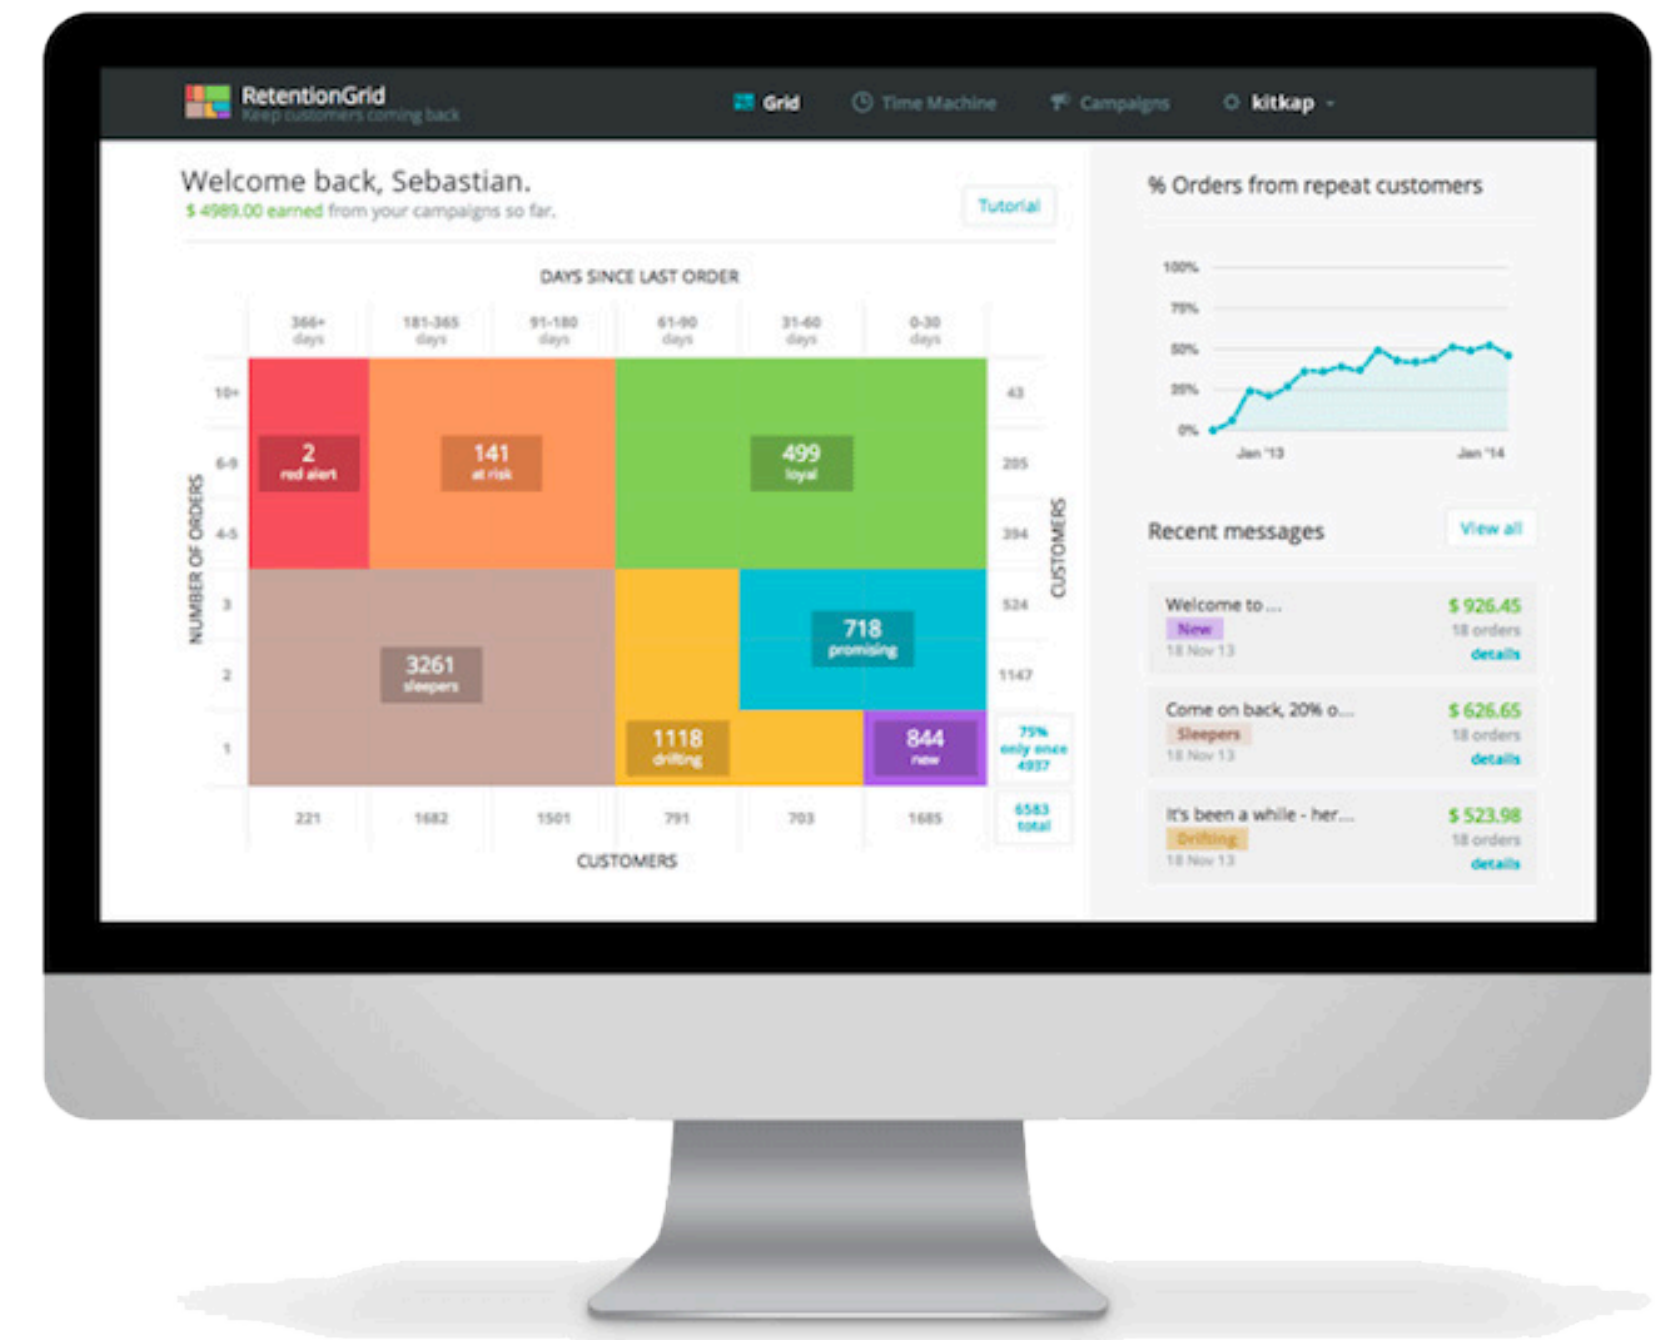 RetentionGrid
Keep customers coming back
Grid
Time Machine
Campaigns
kitkap
Welcome back, Sebastian.
$ 4989.00 earned from your campaigns so far.
Tutorial
DAYS SINCE LAST ORDER
366+ days
181-365 days
91-180 days
61-90 days
31-60 days
0-30 days
NUMBER OF ORDERS
10+
6-9
4-5
3
2
1
2
red alert
141
at risk
499
loyal
3261
sleepers
718
promising
1118
drifting
844
new
43
205
394
524
1147
75%
only once
4937
CUSTOMERS
221
1682
1501
791
703
1685
6583
total
CUSTOMERS
% Orders from repeat customers
100%
75%
50%
25%
0%
Jan '13
Jan '14
Recent messages
View all
Welcome to ...
$ 926.45
New
18 orders
18 Nov 13
details
Come on back, 20% o...
$ 626.65
Sleepers
18 orders
18 Nov 13
details
It's been a while - her...
$ 523.98
Drifting
18 orders
18 Nov 13
details